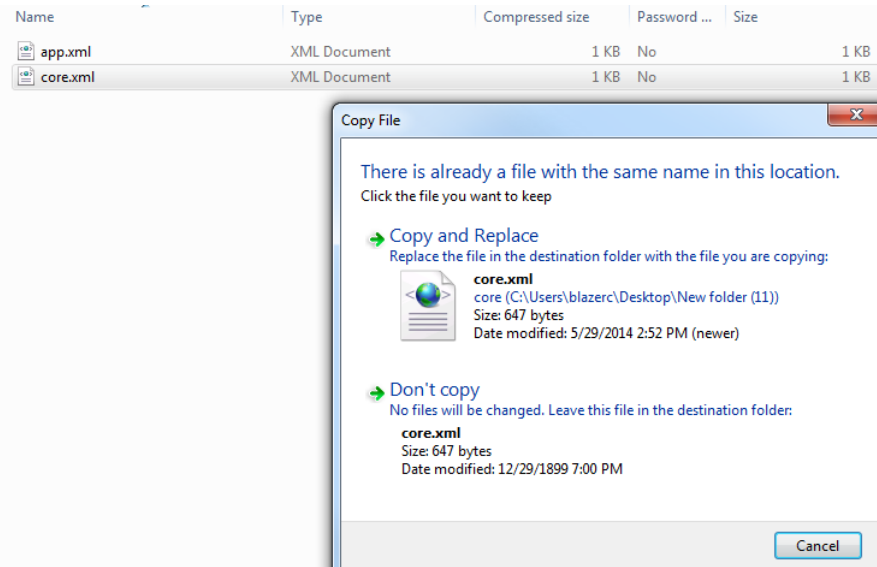 Name Type Compressed size Password ... Size
app.xml XML Document 1 KB No 1 KB
core.xml XML Document 1 KB No 1 KB
Copy File
There is already a file with the same name in this location.
Click the file you want to keep
Copy and Replace
Replace the file in the destination folder with the file you are copying:
core.xml
core (C:\Users\blazerc\Desktop\New folder (11))
Size: 647 bytes
Date modified: 5/29/2014 2:52 PM (newer)
Don't copy
No files will be changed. Leave this file in the destination folder:
core.xml
Size: 647 bytes
Date modified: 12/29/1899 7:00 PM
Cancel